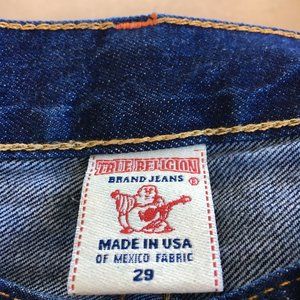 TRUE RELIGION
BRAND JEANS
®
MADE IN USA
OF MEXICO FABRIC
29